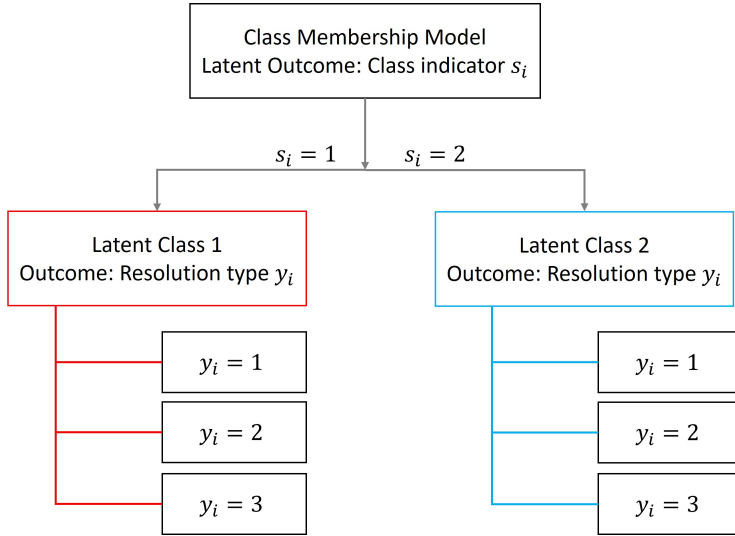 Class Membership Model
Latent Outcome: Class indicator sᵢ
sᵢ = 1
sᵢ = 2
Latent Class 1
Outcome: Resolution type yᵢ
Latent Class 2
Outcome: Resolution type yᵢ
yᵢ = 1
yᵢ = 1
yᵢ = 2
yᵢ = 2
yᵢ = 3
yᵢ = 3